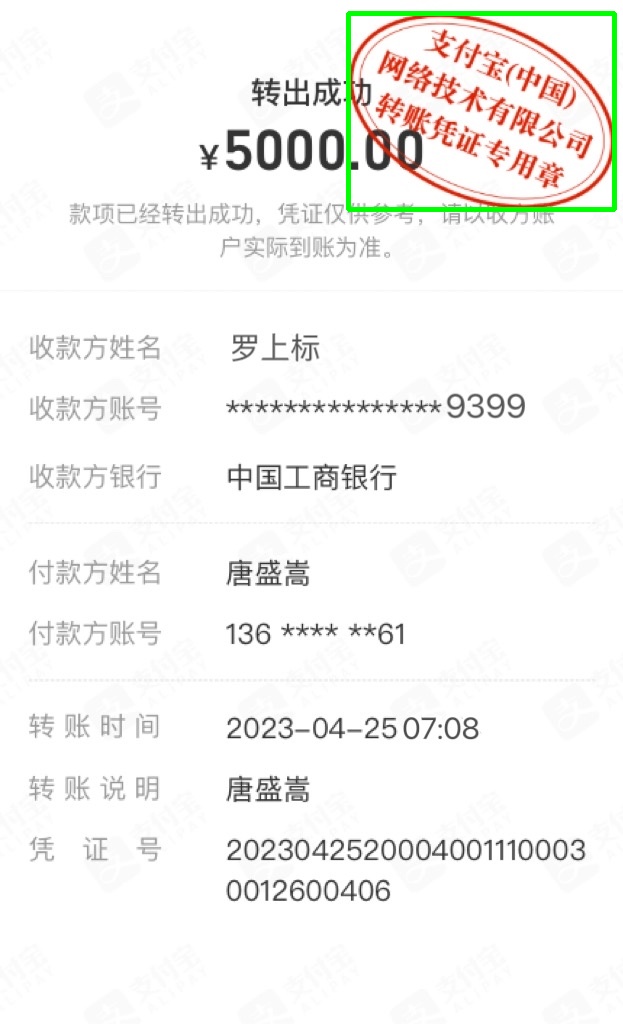 支付宝(中国)
网络技术有限公司
转账凭证专用章
转出成功
¥5000.00
款项已经转出成功，凭证仅供参考，请以收方账
户实际到账为准。
收款方姓名 罗上标
收款方账号 ***************9399
收款方银行 中国工商银行
付款方姓名 唐盛嵩
付款方账号 136 **** **61
转账时间 2023-04-25 07:08
转账说明 唐盛嵩
凭证号 2023042520004001110003
0012600406